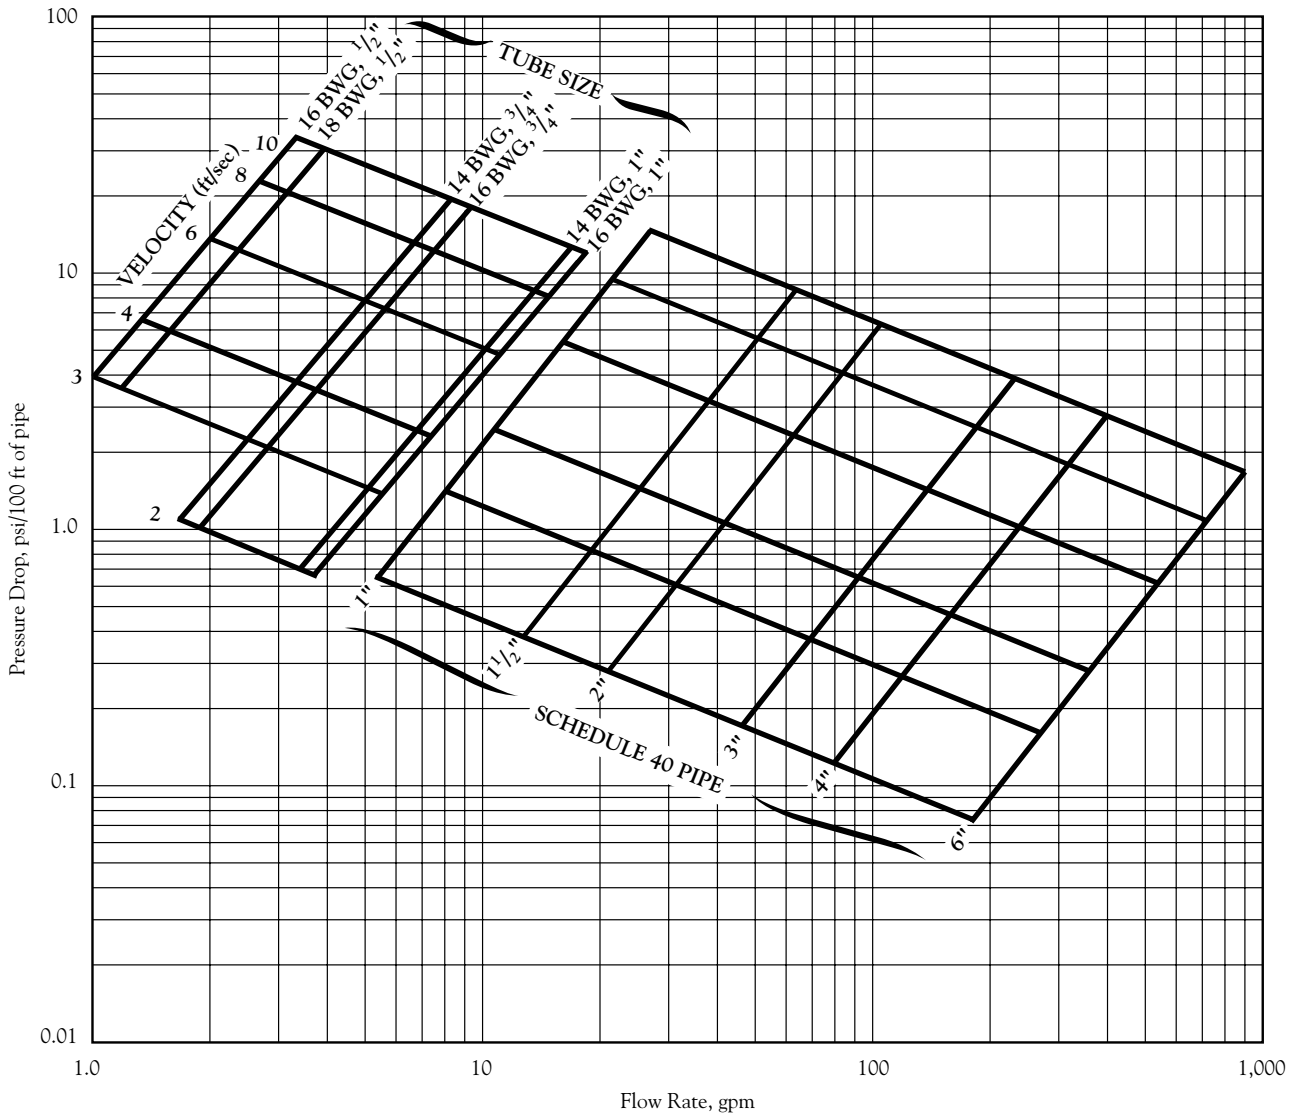 100
10
1.0
0.1
0.01
Pressure Drop, psi/100 ft of pipe
1.0
10
100
1,000
Flow Rate, gpm
TUBE SIZE
16 BWG, 1/2"
18 BWG, 1/2"
14 BWG, 3/4"
16 BWG, 3/4"
14 BWG, 1"
16 BWG, 1"
VELOCITY (ft/sec)
10
8
6
4
3
2
1"
1 1/2"
2"
3"
4"
6"
SCHEDULE 40 PIPE